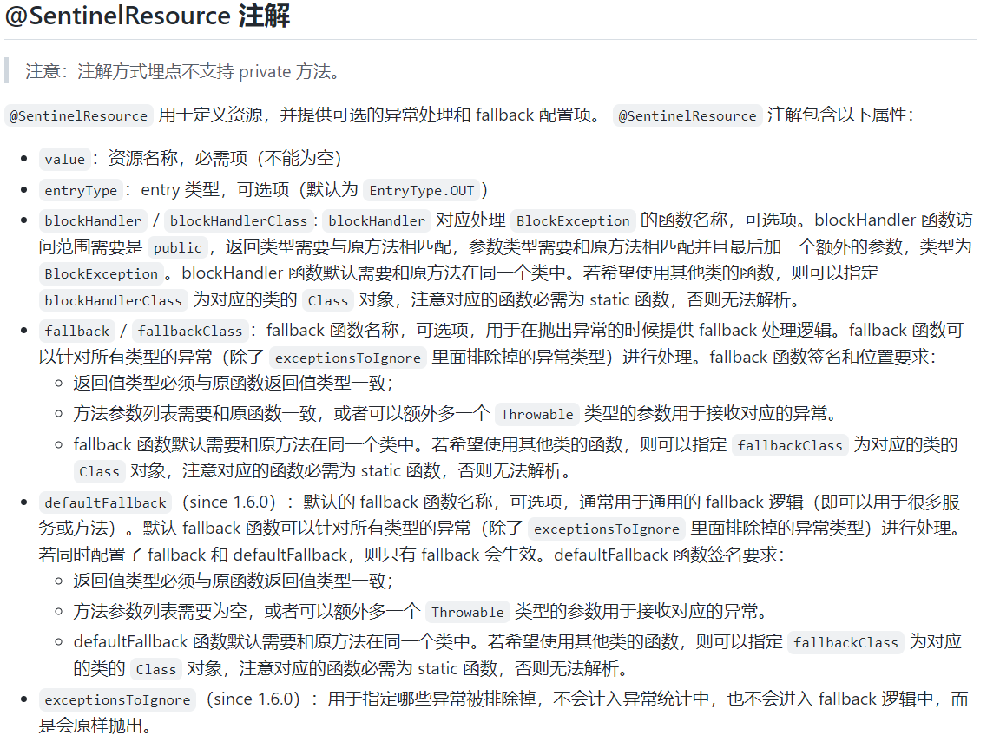 @SentinelResource 注解
注意：注解方式埋点不支持 private 方法。
@SentinelResource 用于定义资源，并提供可选的异常处理和 fallback 配置项。 @SentinelResource 注解包含以下属性：
value：资源名称，必需项（不能为空）
entryType：entry 类型，可选项（默认为 EntryType.OUT）
blockHandler / blockHandlerClass: blockHandler 对应处理 BlockException 的函数名称，可选项。blockHandler 函数访
问范围需要是 public，返回类型需要与原方法相匹配，参数类型需要和原方法相匹配并且最后加一个额外的参数，类型为
BlockException。blockHandler 函数默认需要和原方法在同一个类中。若希望使用其他类的函数，则可以指定
blockHandlerClass 为对应的类的 Class 对象，注意对应的函数必需为 static 函数，否则无法解析。
fallback / fallbackClass：fallback 函数名称，可选项，用于在抛出异常的时候提供 fallback 处理逻辑。fallback 函数可
以针对所有类型的异常（除了 exceptionsToIgnore 里面排除掉的异常类型）进行处理。fallback 函数签名和位置要求：
返回值类型必须与原函数返回值类型一致；
方法参数列表需要和原函数一致，或者可以额外多一个 Throwable 类型的参数用于接收对应的异常。
fallback 函数默认需要和原方法在同一个类中。若希望使用其他类的函数，则可以指定 fallbackClass 为对应的类的
Class 对象，注意对应的函数必需为 static 函数，否则无法解析。
defaultFallback（since 1.6.0）：默认的 fallback 函数名称，可选项，通常用于通用的 fallback 逻辑（即可以用于很多服
务或方法）。默认 fallback 函数可以针对所有类型的异常（除了 exceptionsToIgnore 里面排除掉的异常类型）进行处理。
若同时配置了 fallback 和 defaultFallback，则只有 fallback 会生效。defaultFallback 函数签名要求：
返回值类型必须与原函数返回值类型一致；
方法参数列表需要为空，或者可以额外多一个 Throwable 类型的参数用于接收对应的异常。
defaultFallback 函数默认需要和原方法在同一个类中。若希望使用其他类的函数，则可以指定 fallbackClass 为对应
的类的 Class 对象，注意对应的函数必需为 static 函数，否则无法解析。
exceptionsToIgnore（since 1.6.0）：用于指定哪些异常被排除掉，不会计入异常统计中，也不会进入 fallback 逻辑中，而
是会原样抛出。